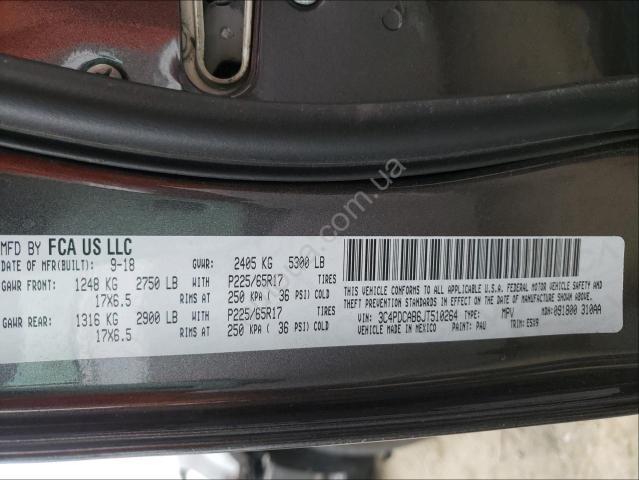 MFD BY FCA US LLC
DATE OF MFR(BUILT): 9-18 GVWR: 2405 KG 5300 LB
GAWR FRONT: 1248 KG 2750 LB WITH P225/65R17 TIRES
17X6.5 RIMS AT 250 KPA ( 36 PSI) COLD
GAWR REAR: 1316 KG 2900 LB WITH P225/65R17 TIRES
17X6.5 RIMS AT 250 KPA ( 36 PSI) COLD
THIS VEHICLE CONFORMS TO ALL APPLICABLE U.S. FEDERAL MOTOR VEHICLE SAFETY AND
THEFT PREVENTION STANDARDS IN EFFECT ON THE DATE OF MANUFACTURE SHOWN ABOVE.
VIN: 3C4PDCAB6JT510264 TYPE: MPV MDH: 091800 310AA
VEHICLE MADE IN MEXICO PAINT: PAU TRIM: E5X9